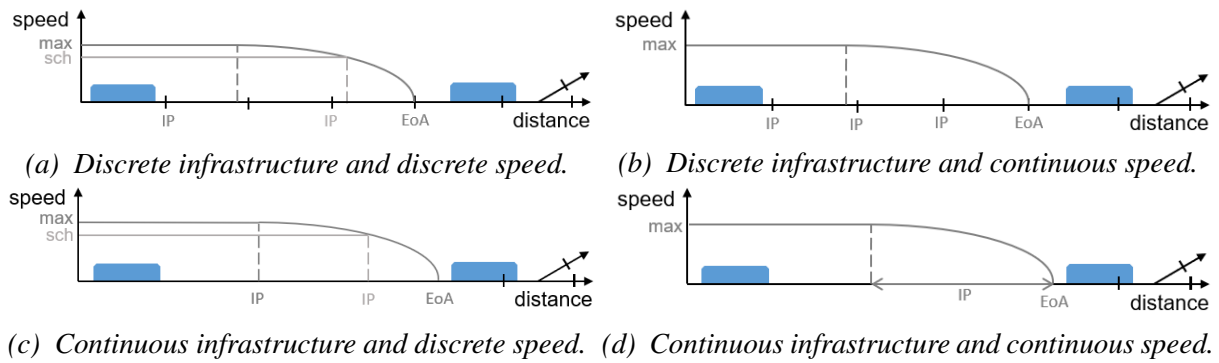 speed
max
sch
IP
IP
EoA
distance
(a) Discrete infrastructure and discrete speed.
speed
max
IP
IP
IP
EoA
distance
(b) Discrete infrastructure and continuous speed.
speed
max
sch
IP
IP
EoA
distance
(c) Continuous infrastructure and discrete speed.
speed
max
IP
EoA
distance
(d) Continuous infrastructure and continuous speed.